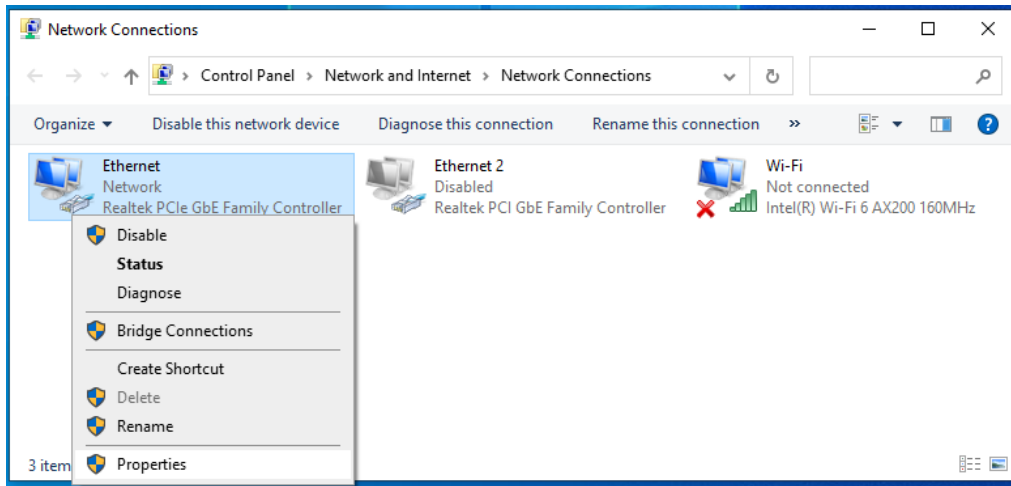 Network Connections
Control Panel > Network and Internet > Network Connections
Organize Disable this network device Diagnose this connection Rename this connection »
Ethernet
Network
Realtek PCIe GbE Family Controller
Ethernet 2
Disabled
Realtek PCI GbE Family Controller
Wi-Fi
Not connected
Intel(R) Wi-Fi 6 AX200 160MHz
Disable
Status
Diagnose
Bridge Connections
Create Shortcut
Delete
Rename
Properties
3 item